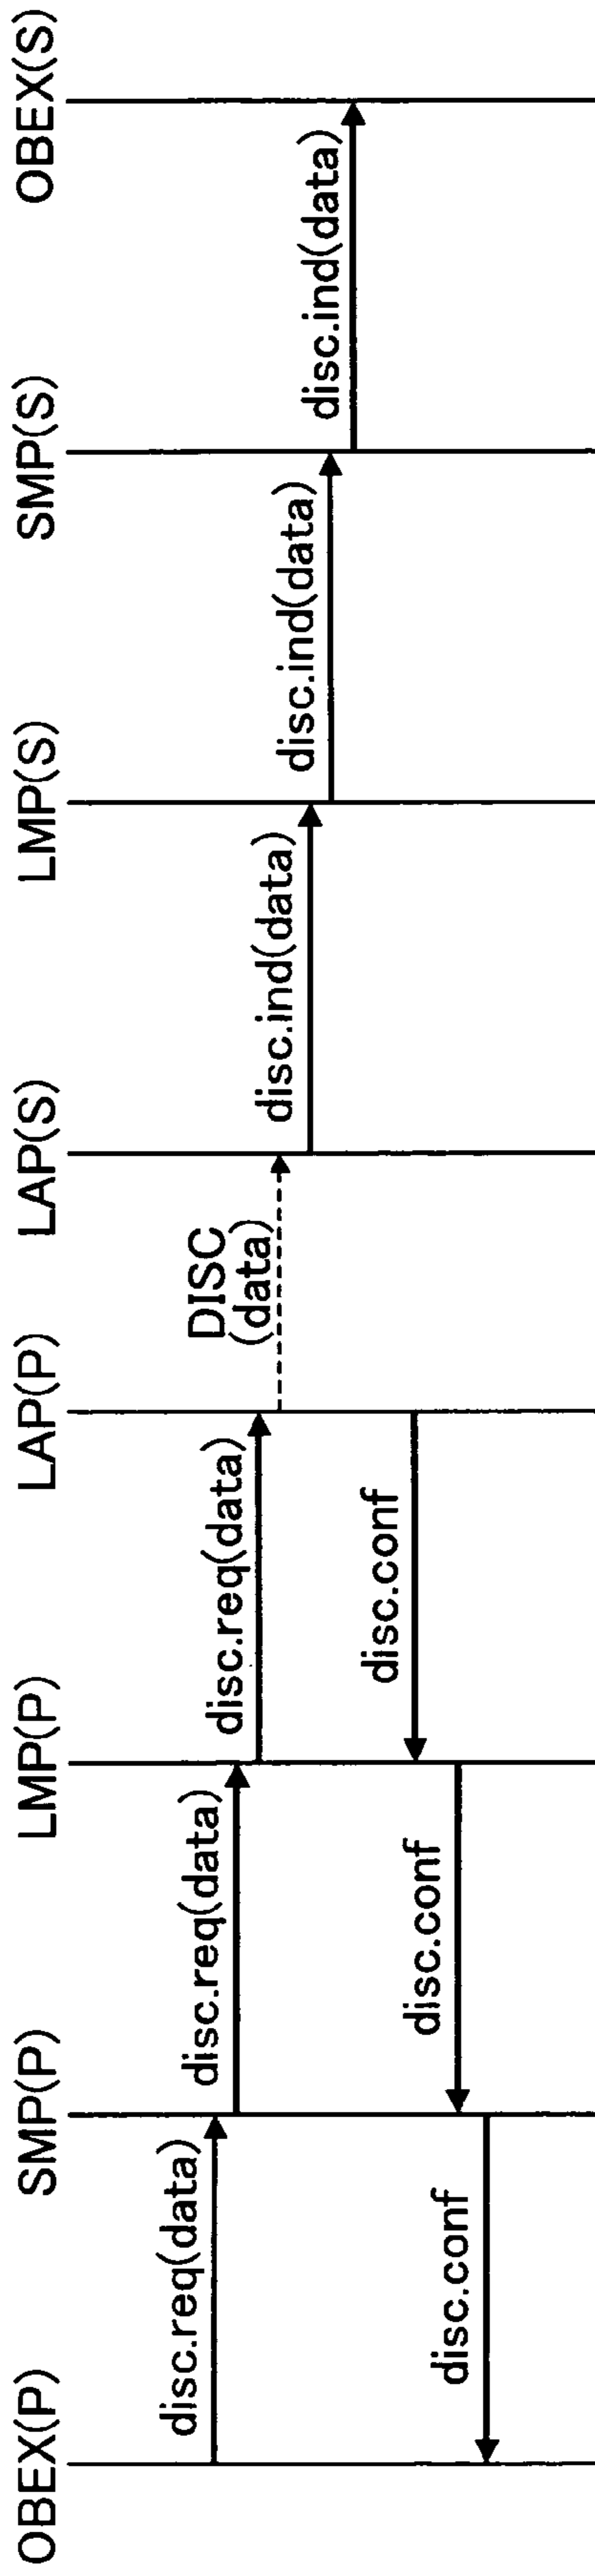 OBEX(P)
SMP(P)
LMP(P)
LAP(P)
LAP(S)
LMP(S)
SMP(S)
OBEX(S)
disc.req(data)
disc.req(data)
disc.req(data)
DISC
(data)
disc.ind(data)
disc.ind(data)
disc.ind(data)
disc.conf
disc.conf
disc.conf